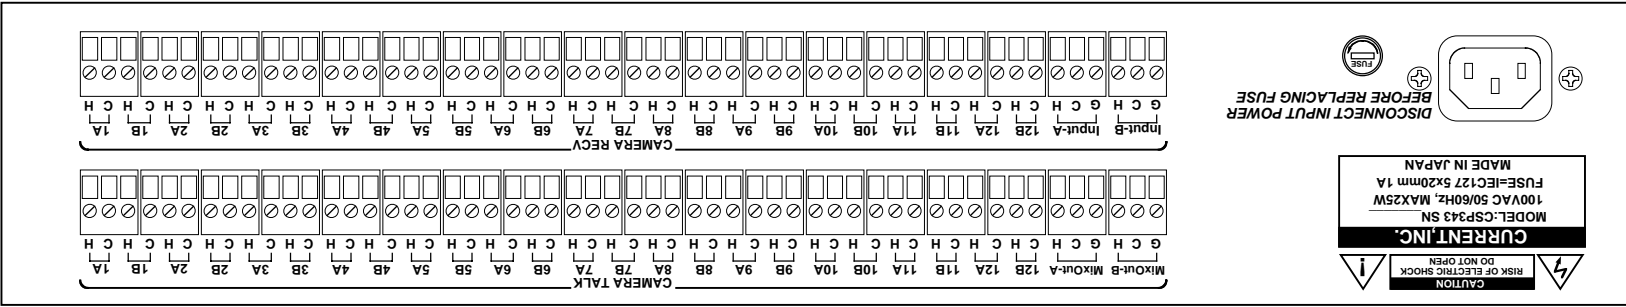 CAMERA TALK
1A 1B 2A 2B 3A 3B 4A 4B 5A 5B 6A 6B 7A 7B 8A 8B 9A 9B 10A 10B 11A 11B 12A 12B MixOut-A MixOut-B
H C H C H C H C H C H C H C H C H C H C H C H C H C H C H C H C H C H C H C H C H C H C H C H C H C G H C G
CAMERA RECV
1A 1B 2A 2B 3A 3B 4A 4B 5A 5B 6A 6B 7A 7B 8A 8B 9A 9B 10A 10B 11A 11B 12A 12B Input-A Input-B
H C H C H C H C H C H C H C H C H C H C H C H C H C H C H C H C H C H C H C H C H C H C H C H C H C G H C G
!
CAUTION
RISK OF ELECTRIC SHOCK
DO NOT OPEN
CURRENT,INC.
MODEL:CSP343 SN
100VAC 50/60Hz, MAX25W
FUSE=IEC127 5x20mm 1A
MADE IN JAPAN
DISCONNECT INPUT POWER
BEFORE REPLACING FUSE
FUSE